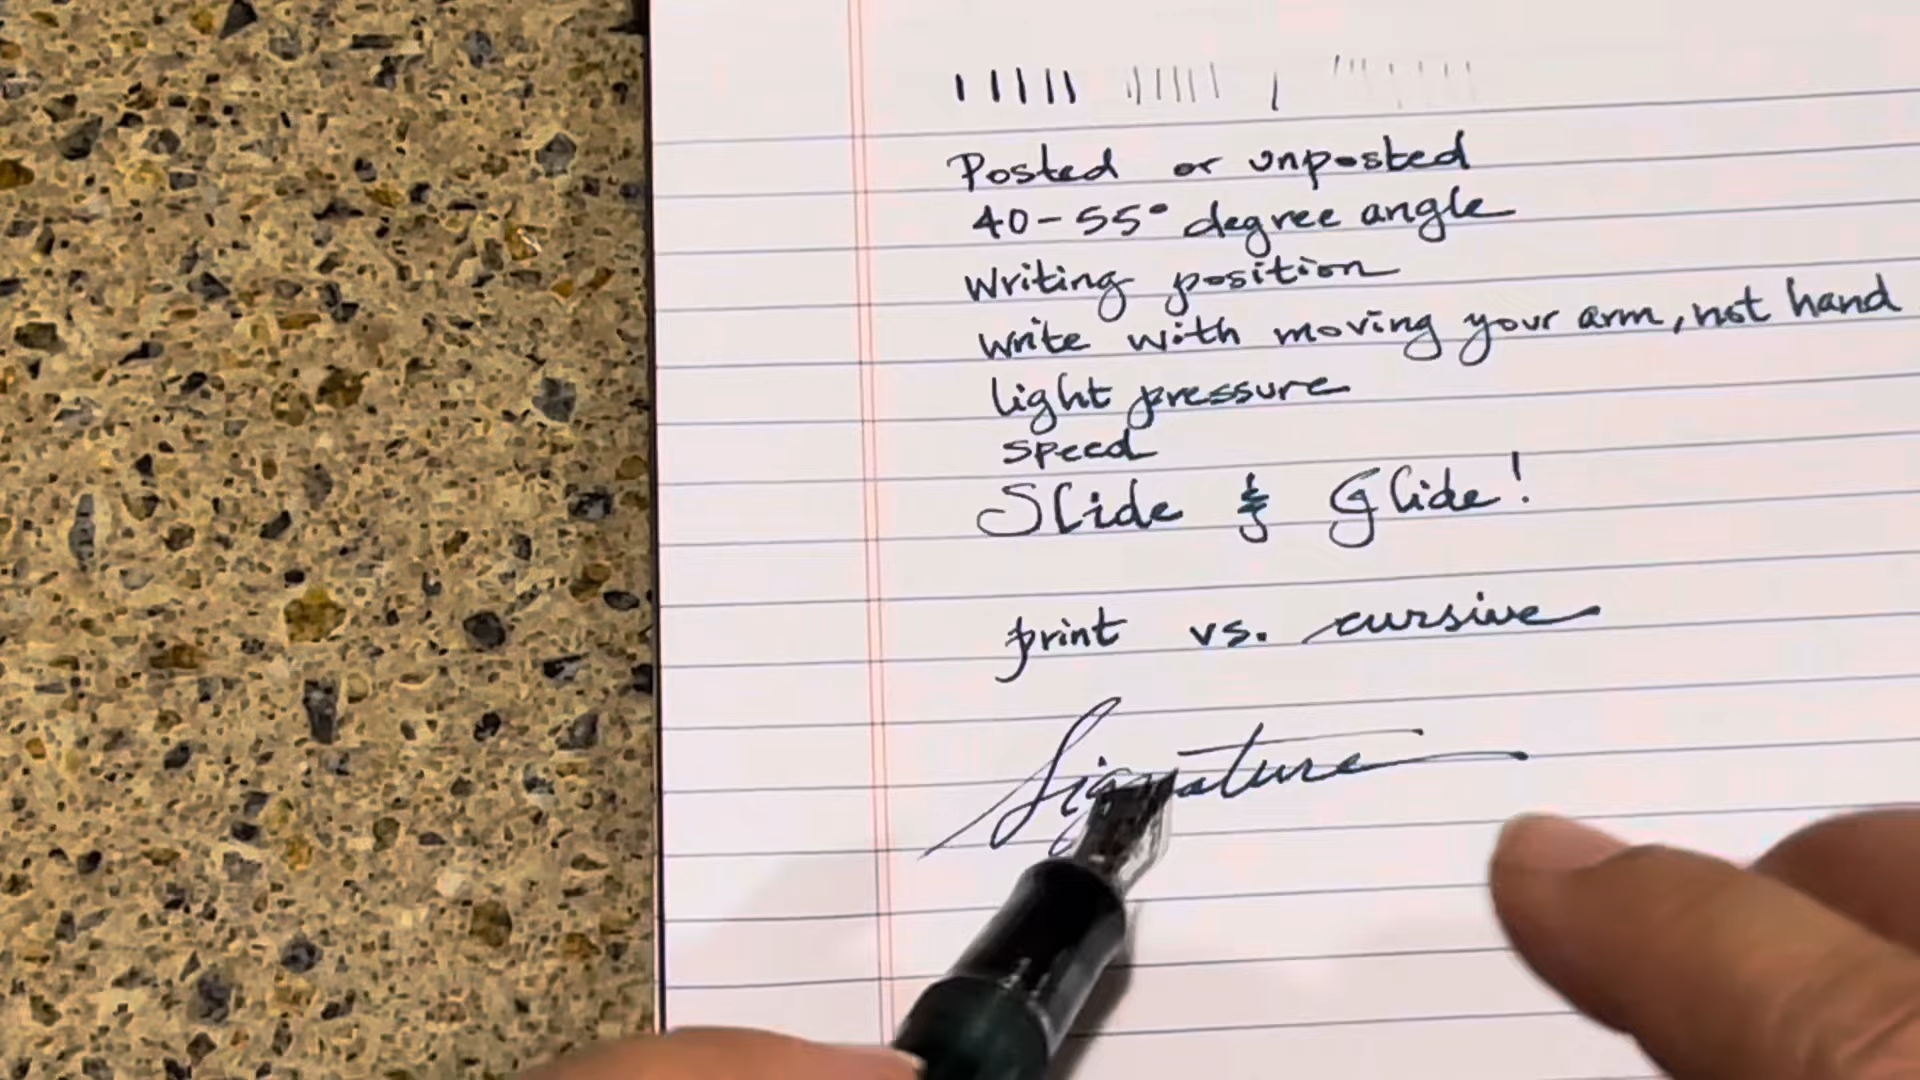 Posted or unposted
40-55° degree angle
Writing position
write with moving your arm, not hand
light pressure
speed
Slide & Glide!
print vs. cursive
Signature